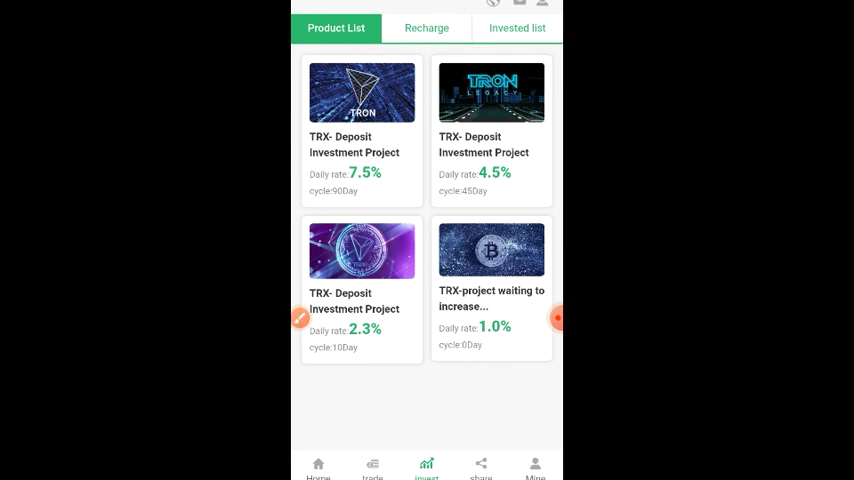 Product List
Recharge
Invested list
TRON
TRX- Deposit
Investment Project
Daily rate:7.5%
cycle:90Day
TRON
LEGACY
TRX- Deposit
Investment Project
Daily rate:4.5%
cycle:45Day
TRX- Deposit
Investment Project
Daily rate:2.3%
cycle:10Day
TRX-project waiting to
increase...
Daily rate:1.0%
cycle:0Day
Home
trade
invest
share
Mine